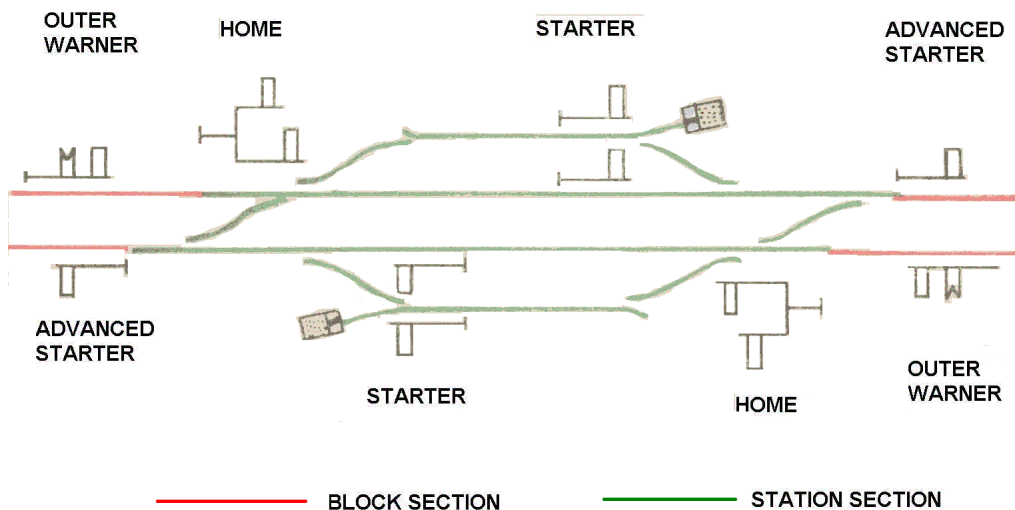 OUTER
WARNER
HOME
STARTER
ADVANCED
STARTER
ADVANCED
STARTER
STARTER
HOME
OUTER
WARNER
BLOCK SECTION
STATION SECTION